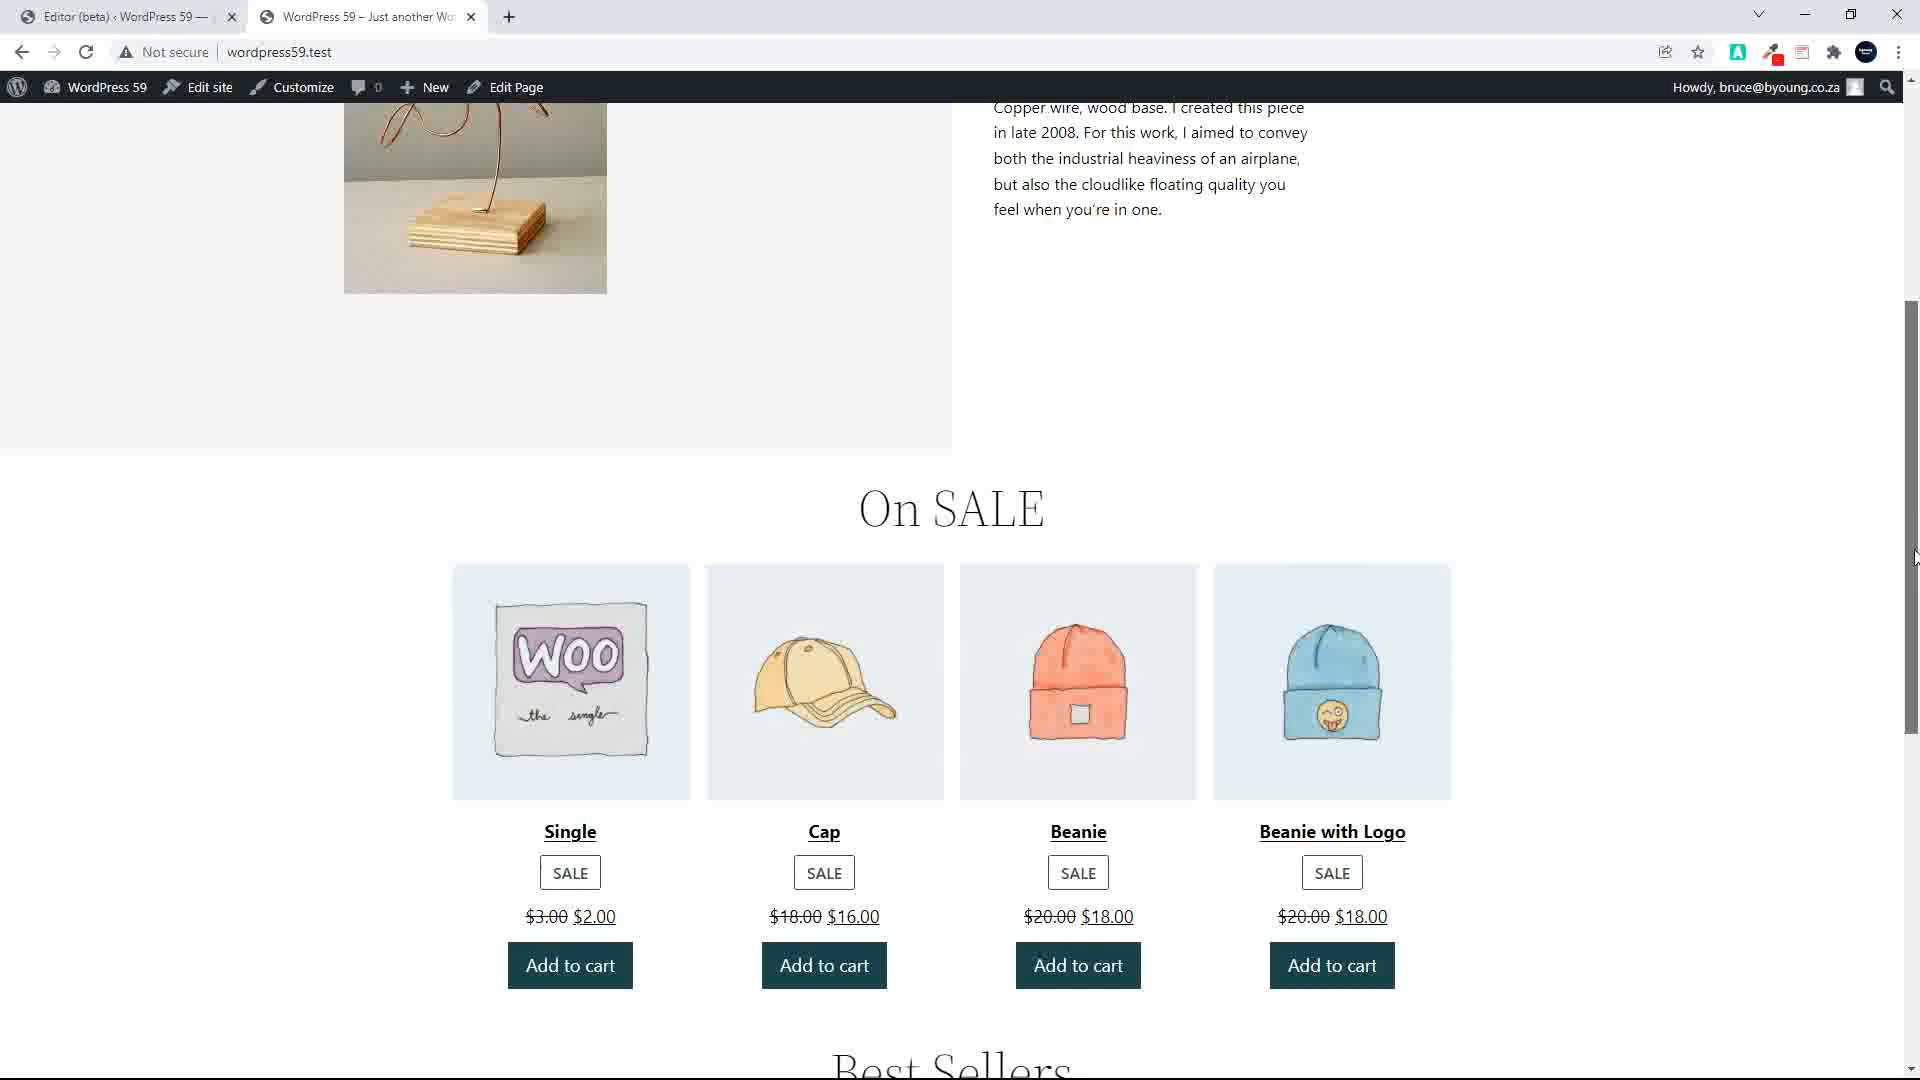 Editor (beta) ‹ WordPress 59 —
WordPress 59 – Just another Wo
Not secure
wordpress59.test
WordPress 59
Edit site
Customize
0
New
Edit Page
Howdy, bruce@byoung.co.za
Copper wire, wood base. I created this piece
in late 2008. For this work, I aimed to convey
both the industrial heaviness of an airplane,
but also the cloudlike floating quality you
feel when you’re in one.
On SALE
WOO
the single
Single
SALE
$3.00 $2.00
Add to cart
Cap
SALE
$18.00 $16.00
Add to cart
Beanie
SALE
$20.00 $18.00
Add to cart
Beanie with Logo
SALE
$20.00 $18.00
Add to cart
Best Sellers